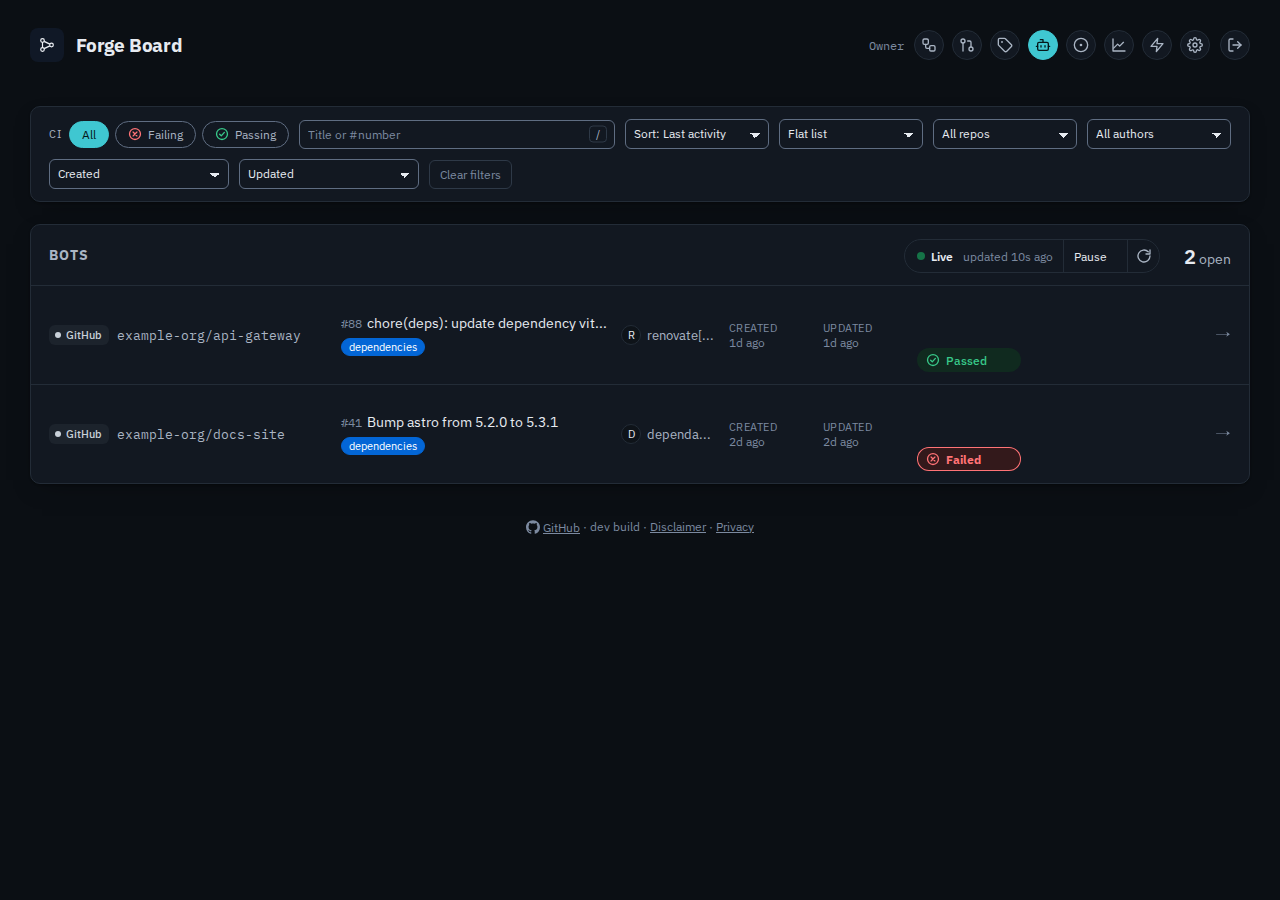 Forge Board
Owner
CI All Failing Passing Title or #number / Sort: Last activity Flat list All repos All authors
Created Updated Clear filters
BOTS
Live updated 10s ago Pause 2 open
GitHub example-org/api-gateway
#88 chore(deps): update dependency vit...
dependencies
R renovate[...
CREATED
1d ago
UPDATED
1d ago
Passed
→
GitHub example-org/docs-site
#41 Bump astro from 5.2.0 to 5.3.1
dependencies
D dependa...
CREATED
2d ago
UPDATED
2d ago
Failed
→
GitHub · dev build · Disclaimer · Privacy